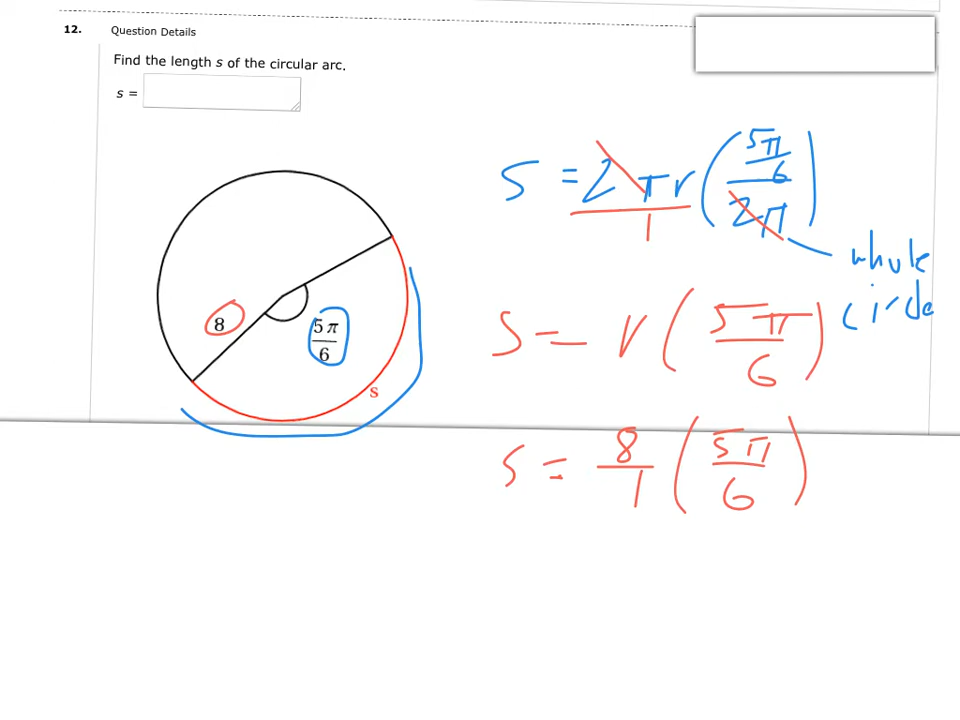 12. Question Details
Find the length s of the circular arc.
s =
8
5π/6
s
S = 2πr/1 ((5π/6)/2π)
whole
circle
S = r(5π/6)
S = 8/1 (5π/6)